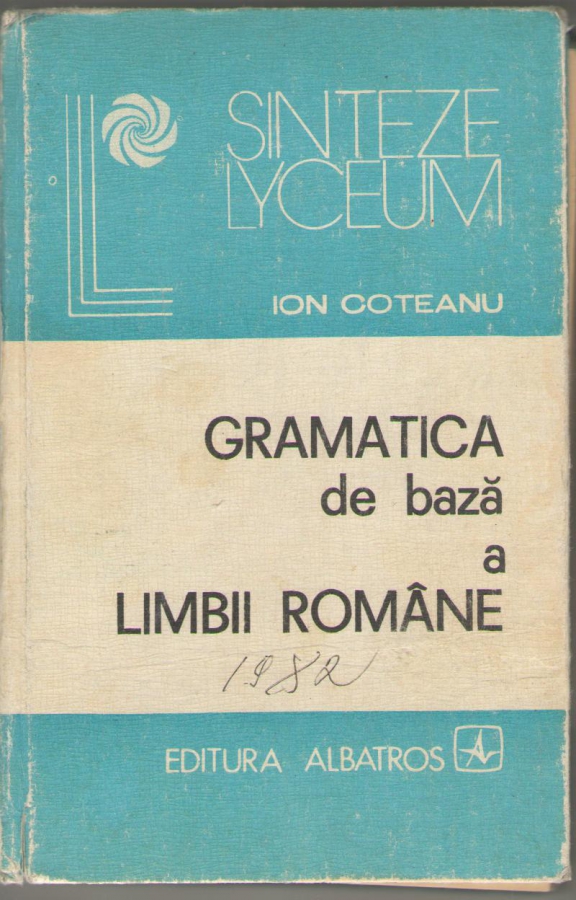 SINTEZE
LYCEUM
ION COTEANU
GRAMATICA
de bază
a
LIMBII ROMÂNE
1982
EDITURA ALBATROS